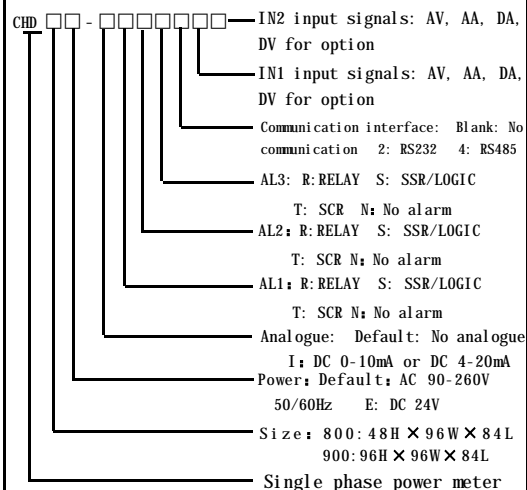 CHD □□-□□□□□□□ IN2 input signals: AV, AA, DA,
DV for option
IN1 input signals: AV, AA, DA,
DV for option
Communication interface: Blank: No
communication 2: RS232 4: RS485
AL3: R:RELAY S: SSR/LOGIC
T: SCR N: No alarm
AL2: R:RELAY S: SSR/LOGIC
T: SCR N: No alarm
AL1: R:RELAY S: SSR/LOGIC
T: SCR N: No alarm
Analogue: Default: No analogue
I: DC 0-10mA or DC 4-20mA
Power: Default: AC 90-260V
50/60Hz E: DC 24V
Size: 800:48H×96W×84L
900:96H×96W×84L
Single phase power meter